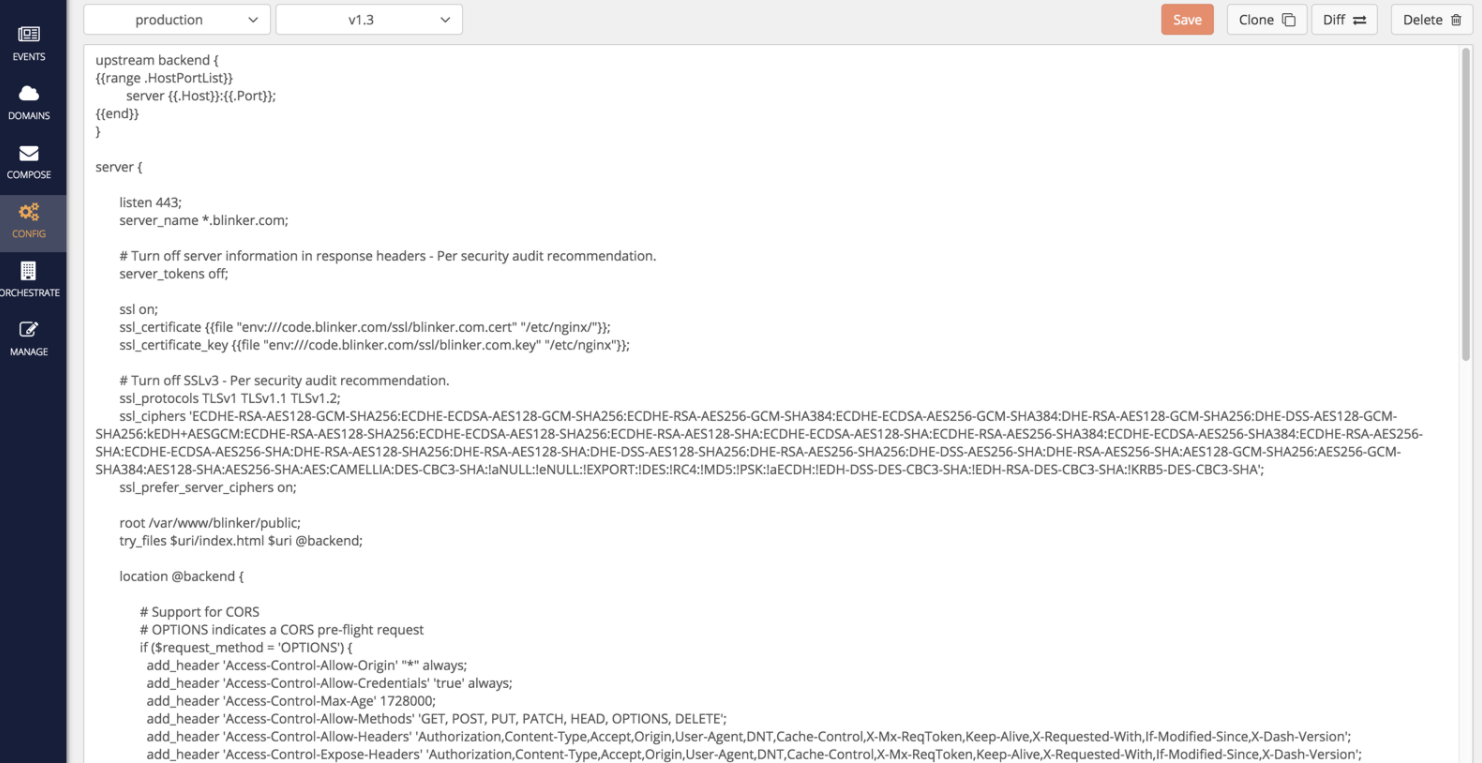 production
v1.3
Save
Clone
Diff
Delete
EVENTS
DOMAINS
COMPOSE
CONFIG
ORCHESTRATE
MANAGE
upstream backend {
{{range .HostPortList}}
server {{.Host}}:{{.Port}};
{{end}}
}
server {
listen 443;
server_name *.blinker.com;
# Turn off server information in response headers - Per security audit recommendation.
server_tokens off;
ssl on;
ssl_certificate {{file "env:///code.blinker.com/ssl/blinker.com.cert" "/etc/nginx/"}};
ssl_certificate_key {{file "env:///code.blinker.com/ssl/blinker.com.key" "/etc/nginx"}};
# Turn off SSLv3 - Per security audit recommendation.
ssl_protocols TLSv1 TLSv1.1 TLSv1.2;
ssl_ciphers 'ECDHE-RSA-AES128-GCM-SHA256:ECDHE-ECDSA-AES128-GCM-SHA256:ECDHE-RSA-AES256-GCM-SHA384:ECDHE-ECDSA-AES256-GCM-SHA384:DHE-RSA-AES128-GCM-SHA256:DHE-DSS-AES128-GCM-
SHA256:kEDH+AESGCM:ECDHE-RSA-AES128-SHA256:ECDHE-ECDSA-AES128-SHA256:ECDHE-RSA-AES128-SHA:ECDHE-ECDSA-AES128-SHA:ECDHE-RSA-AES256-SHA384:ECDHE-ECDSA-AES256-SHA384:ECDHE-RSA-AES256-
SHA:ECDHE-ECDSA-AES256-SHA:DHE-RSA-AES128-SHA256:DHE-RSA-AES128-SHA:DHE-DSS-AES128-SHA256:DHE-RSA-AES256-SHA256:DHE-DSS-AES256-SHA:DHE-RSA-AES256-SHA:AES128-GCM-SHA256:AES256-GCM-
SHA384:AES128-SHA:AES256-SHA:AES:CAMELLIA:DES-CBC3-SHA:!aNULL:!eNULL:!EXPORT:!DES:!RC4:!MD5:!PSK:!aECDH:!EDH-DSS-DES-CBC3-SHA:!EDH-RSA-DES-CBC3-SHA:!KRB5-DES-CBC3-SHA';
ssl_prefer_server_ciphers on;
root /var/www/blinker/public;
try_files $uri/index.html $uri @backend;
location @backend {
# Support for CORS
# OPTIONS indicates a CORS pre-flight request
if ($request_method = 'OPTIONS') {
add_header 'Access-Control-Allow-Origin' "*" always;
add_header 'Access-Control-Allow-Credentials' 'true' always;
add_header 'Access-Control-Max-Age' 1728000;
add_header 'Access-Control-Allow-Methods' 'GET, POST, PUT, PATCH, HEAD, OPTIONS, DELETE';
add_header 'Access-Control-Allow-Headers' 'Authorization,Content-Type,Accept,Origin,User-Agent,DNT,Cache-Control,X-Mx-ReqToken,Keep-Alive,X-Requested-With,If-Modified-Since,X-Dash-Version';
add_header 'Access-Control-Expose-Headers' 'Authorization,Content-Type,Accept,Origin,User-Agent,DNT,Cache-Control,X-Mx-ReqToken,Keep-Alive,X-Requested-With,If-Modified-Since,X-Dash-Version';